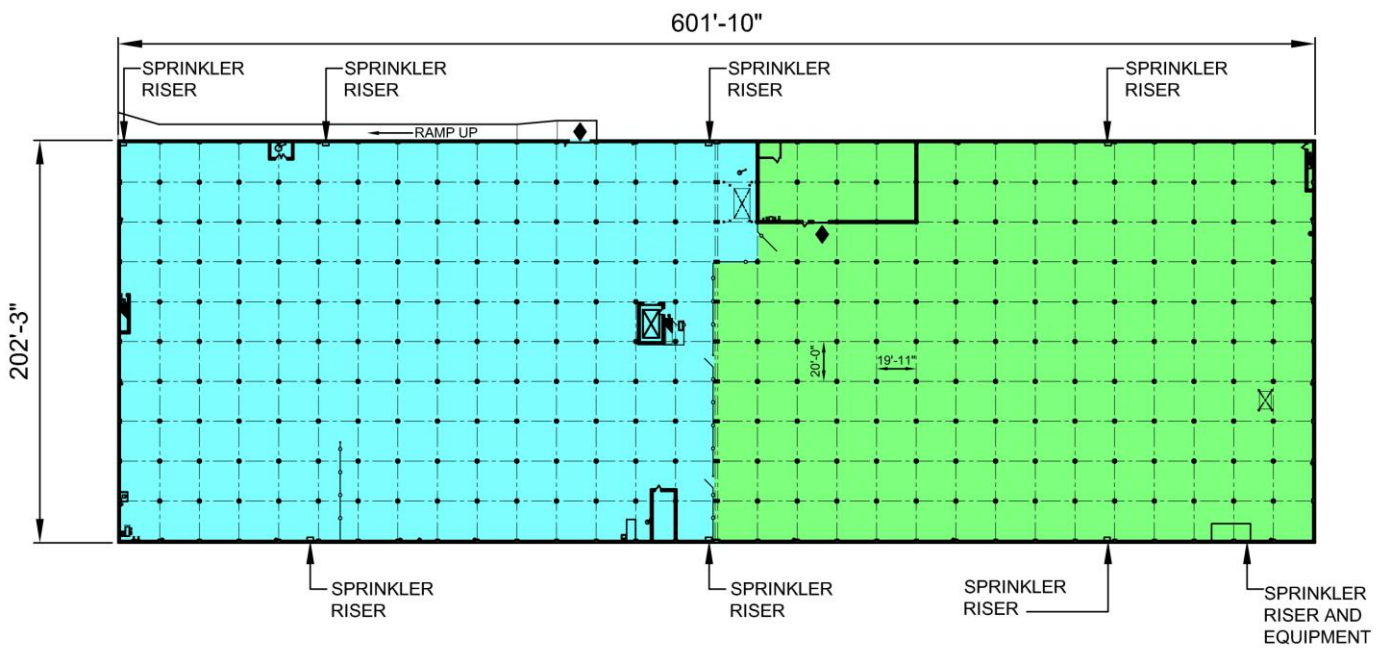 601'-10"
SPRINKLER
RISER
SPRINKLER
RISER
SPRINKLER
RISER
SPRINKLER
RISER
RAMP UP
202'-3"
20'-0"
19'-11"
SPRINKLER
RISER
SPRINKLER
RISER
SPRINKLER
RISER
SPRINKLER
RISER AND
EQUIPMENT